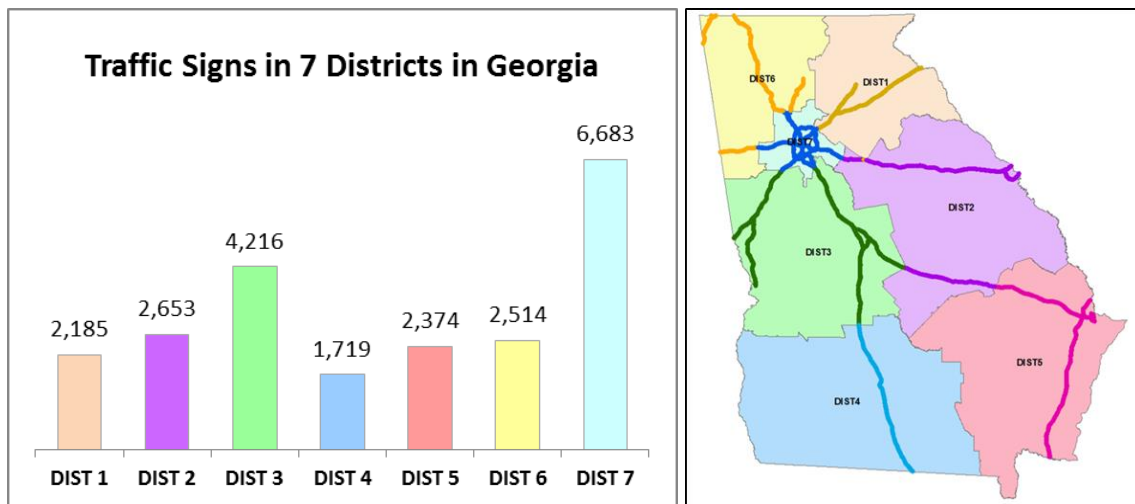 Traffic Signs in 7 Districts in Georgia
6,683
4,216
2,653
2,514
2,374
2,185
1,719
DIST 1 DIST 2 DIST 3 DIST 4 DIST 5 DIST 6 DIST 7
DIST6
DIST1
DIST7
DIST2
DIST3
DIST5
DIST4